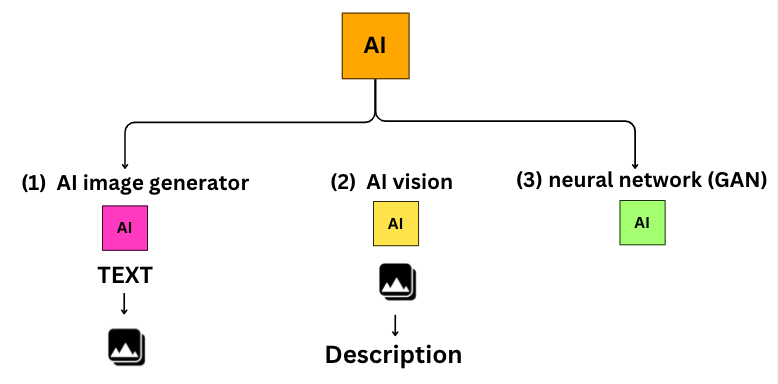 AI
(1) AI image generator
(2) AI vision
(3) neural network (GAN)
AI
AI
AI
TEXT
Description